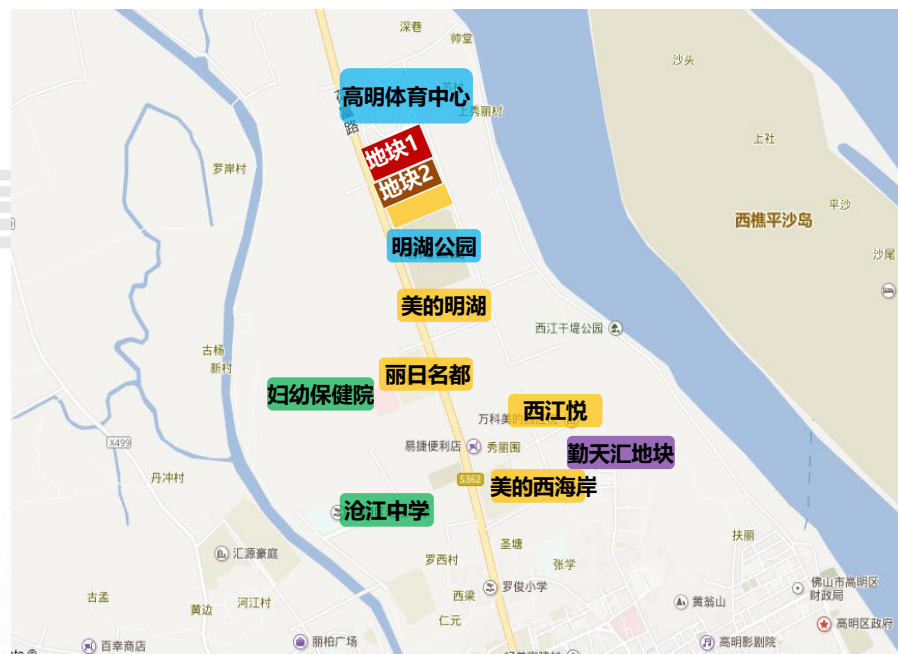 深巷
帅堂
沙头
高明体育中心
上秀丽村
路
上社
地块1
罗岸村
地块2
平沙
西樵平沙岛
明湖公园
沙尾
美的明湖
西江干堤公园
古杨
新村
丽日名都
妇幼保健院
西江悦
万科美的
X499
易捷便利店
秀丽围
勤天汇地块
丹冲村
S362
美的西海岸
沧江中学
扶丽
圣塘
汇源豪庭
罗西村
张学
佛山市高明区
财政局
罗俊小学
古孟
西梁
黄边
河江村
黄翁山
仁元
高明区政府
百幸商店
丽柏广场
高明影剧院